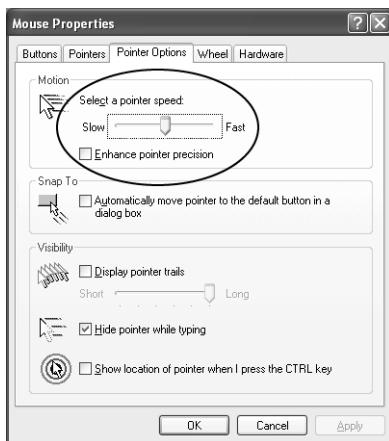 Mouse Properties
Buttons Pointers Pointer Options Wheel Hardware
Motion
Select a pointer speed:
Slow Fast
Enhance pointer precision
Snap To
Automatically move pointer to the default button in a
dialog box
Visibility
Display pointer trails
Short Long
Hide pointer while typing
Show location of pointer when I press the CTRL key
OK Cancel Apply